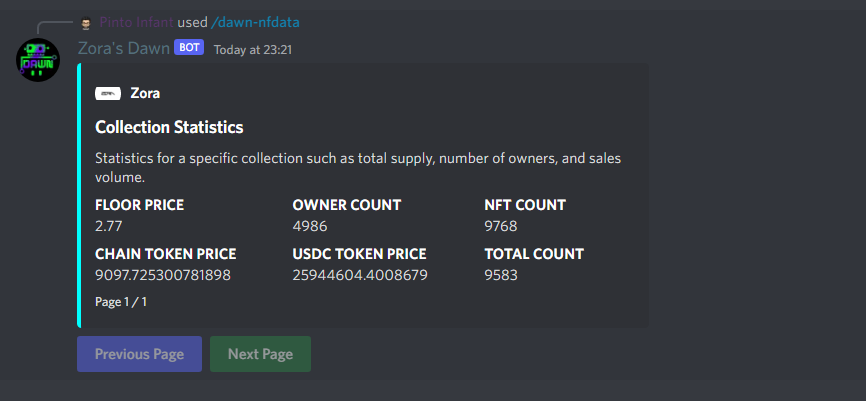 Pinto Infant used /dawn-nfdata
DAWN
Zora's Dawn BOT Today at 23:21
Zora
Collection Statistics
Statistics for a specific collection such as total supply, number of owners, and sales
volume.
FLOOR PRICE OWNER COUNT NFT COUNT
2.77 4986 9768
CHAIN TOKEN PRICE USDC TOKEN PRICE TOTAL COUNT
9097.725300781898 25944604.4008679 9583
Page 1 / 1
Previous Page Next Page